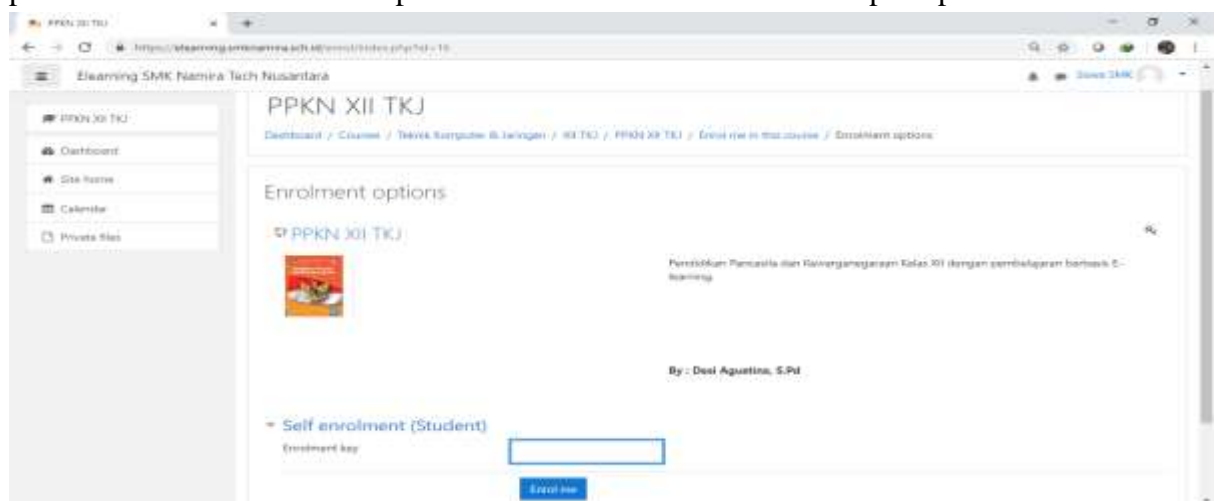 PPKN XII TKJ
Elearning SMK Namira Tech Nusantara
Siswa SMK
PPKN XII TKJ
Dashboard
Site home
Calendar
Private files
PPKN XII TKJ
Dashboard / Courses / Teknik Komputer & Jaringan / XII TKJ / PPKN XII TKJ / Enrol me in this course / Enrolment options
Enrolment options
PPKN XII TKJ
Pendidikan Pancasila dan Kewarganegaraan Kelas XII dengan pembelajaran berbasis E-
learning
By : Desi Agustina, S.Pd
Self enrolment (Student)
Enrolment key
Enrol me